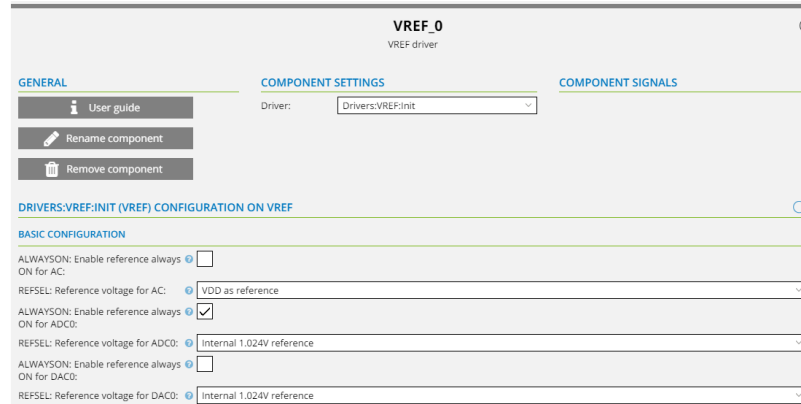 VREF_0
VREF driver
GENERAL
COMPONENT SETTINGS
COMPONENT SIGNALS
User guide
Driver:
Drivers:VREF:Init
Rename component
Remove component
DRIVERS:VREF:INIT (VREF) CONFIGURATION ON VREF
BASIC CONFIGURATION
ALWAYSON: Enable reference always
ON for AC:
REFSEL: Reference voltage for AC:
VDD as reference
ALWAYSON: Enable reference always
ON for ADC0:
REFSEL: Reference voltage for ADC0:
Internal 1.024V reference
ALWAYSON: Enable reference always
ON for DAC0:
REFSEL: Reference voltage for DAC0:
Internal 1.024V reference